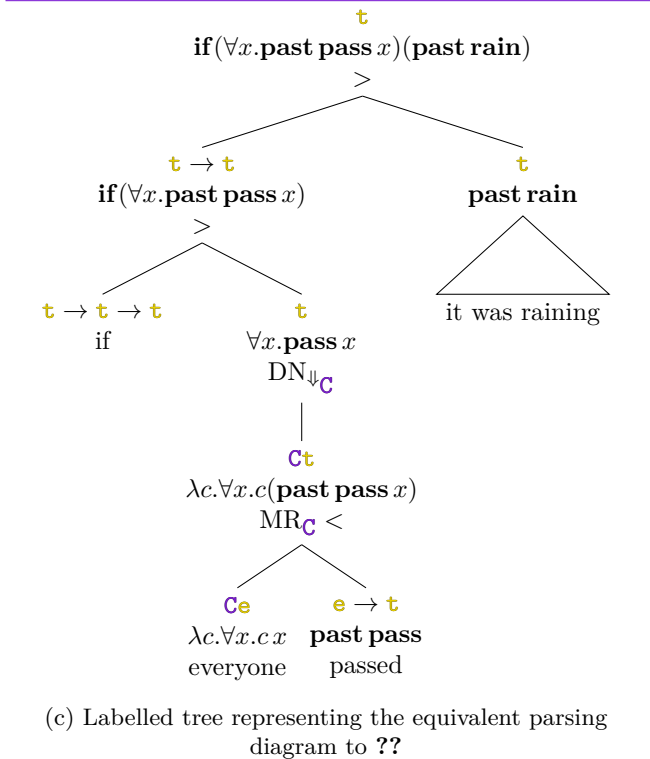 t
if(∀x.past pass x)(past rain)
>
t → t t
if(∀x.past pass x) past rain
>
t → t → t t it was raining
if ∀x.pass x
DN⇓C
Ct
λc.∀x.c(past pass x)
MRC <
Ce e → t
λc.∀x.c x past pass
everyone passed
(c) Labelled tree representing the equivalent parsing
diagram to ??